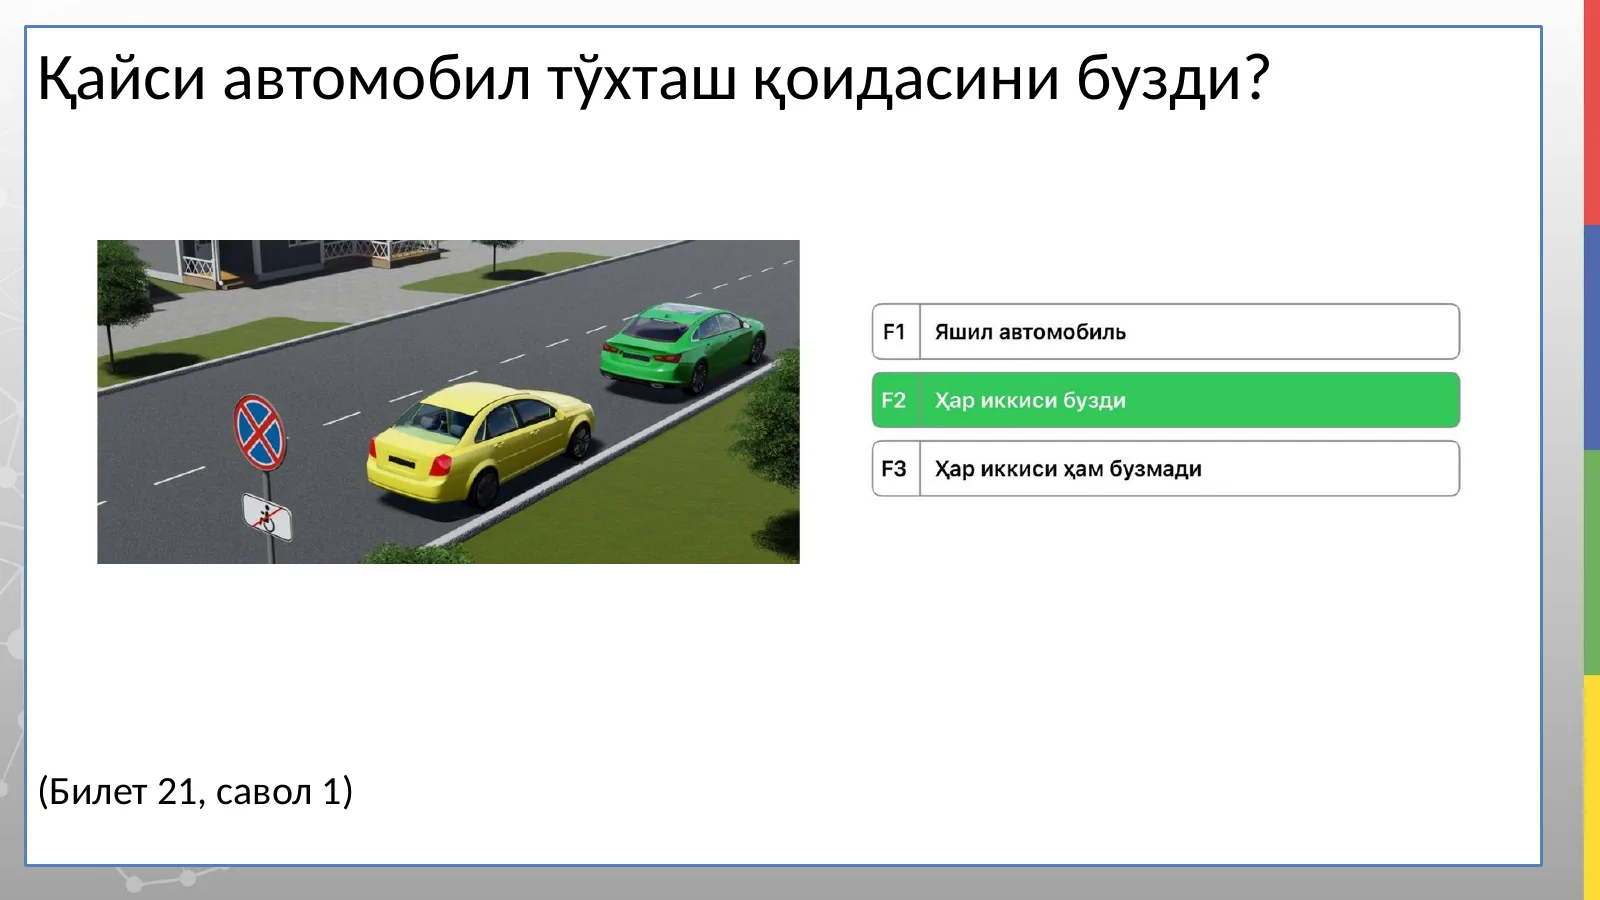 Қайси автомобил тўхташ қоидасини бузди?
F1 Яшил автомобиль
F2 Ҳар иккиси бузди
F3 Ҳар иккиси ҳам бузмади
(Билет 21, савол 1)